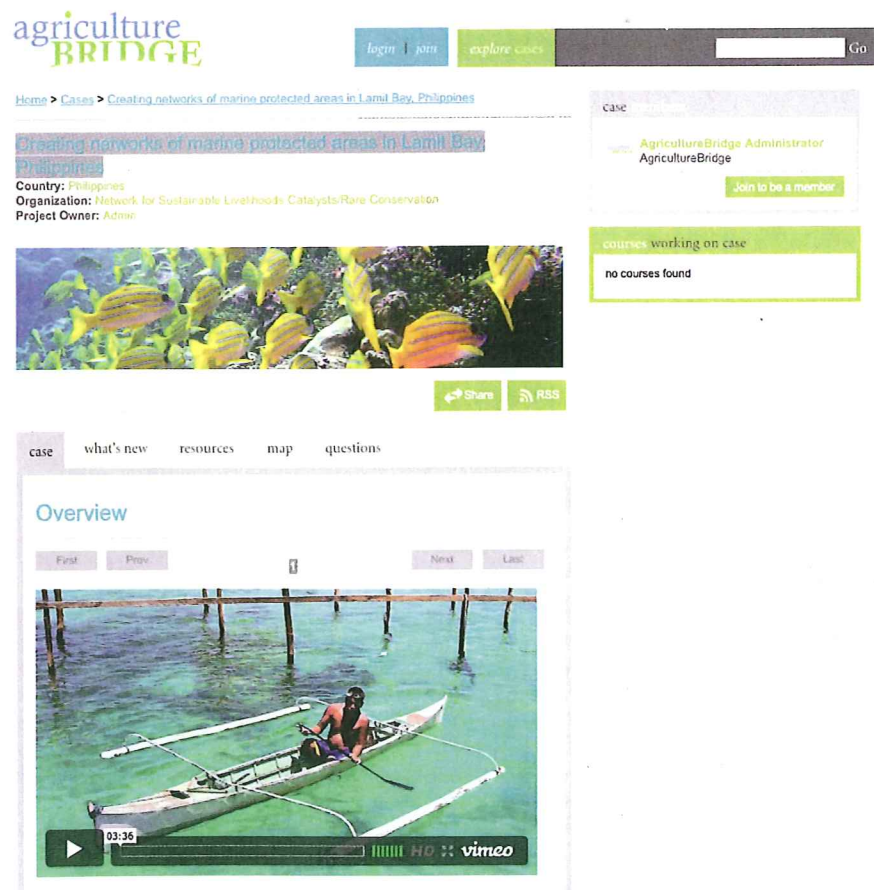 agriculture
BRIDGE
login | join
explore cases
Go
Home > Cases > Creating networks of marine protected areas in Lamit Bay, Philippines
Creating networks of marine protected areas in Lamit Bay,
Philippines
Country: Philippines
Organization: Network for Sustainable Livelihoods Catalysts/Rare Conservation
Project Owner: Admin
case
AgricultureBridge Administrator
AgricultureBridge
Join to be a member
courses working on case
no courses found
Share
RSS
case
what's new
resources
map
questions
Overview
First
Prev
1
Next
Last
03:36
HD
vimeo